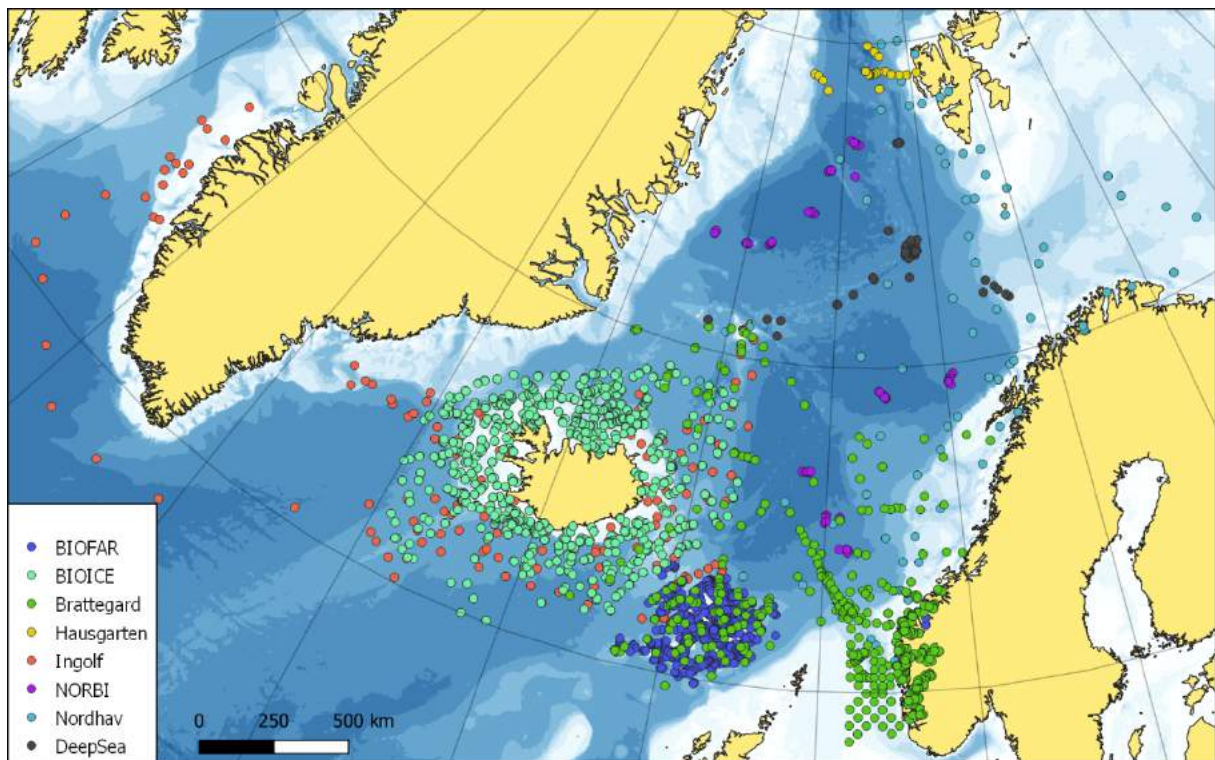 BIOFAR
BIOICE
Brattegard
Hausgarten
Ingolf
NORBI
Nordhav
DeepSea
0 250 500 km